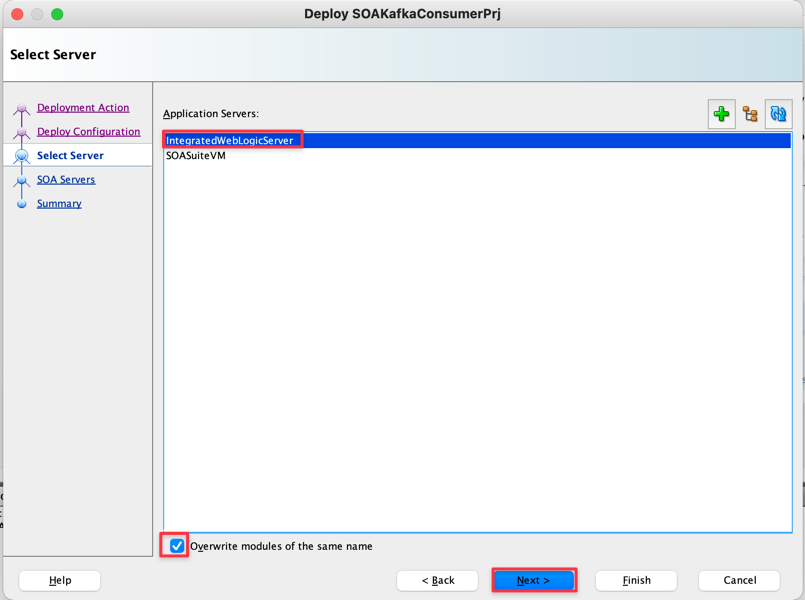 Deploy SOAKafkaConsumerPrj
Select Server
Deployment Action
Deploy Configuration
Select Server
SOA Servers
Summary
Application Servers:
IntegratedWebLogicServer
SOASuiteVM
Overwrite modules of the same name
Help
< Back
Next >
Finish
Cancel